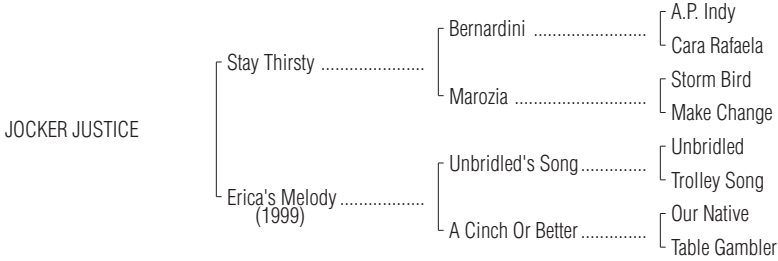 A.P. Indy
Bernardini ........................
Cara Rafaela
Stay Thirsty ......................
Storm Bird
Marozia ............................
Make Change
JOCKER JUSTICE
Unbridled
Unbridled's Song..............
Trolley Song
Erica's Melody ..................
(1999)
Our Native
A Cinch Or Better..............
Table Gambler